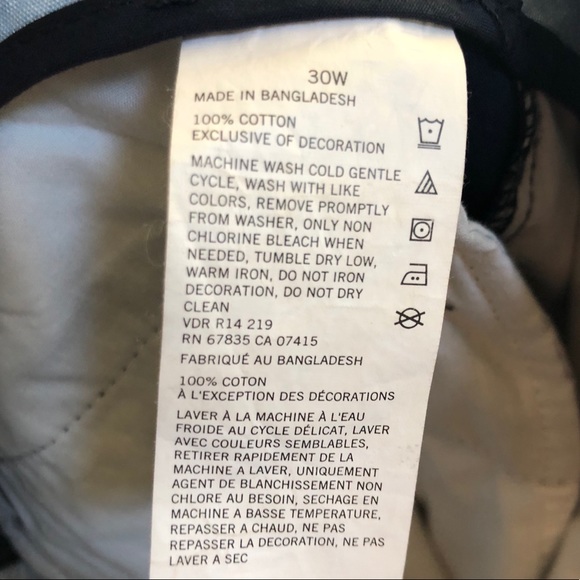 30W
MADE IN BANGLADESH
100% COTTON
EXCLUSIVE OF DECORATION
MACHINE WASH COLD GENTLE
CYCLE, WASH WITH LIKE
COLORS, REMOVE PROMPTLY
FROM WASHER, ONLY NON
CHLORINE BLEACH WHEN
NEEDED, TUMBLE DRY LOW,
WARM IRON, DO NOT IRON
DECORATION, DO NOT DRY
CLEAN
VDR R14 219
RN 67835 CA 07415
FABRIQUÉ AU BANGLADESH
100% COTON
À L'EXCEPTION DES DÉCORATIONS
LAVER À LA MACHINE À L'EAU
FROIDE AU CYCLE DÉLICAT, LAVER
AVEC COULEURS SEMBLABLES,
RETIRER RAPIDEMENT DE LA
MACHINE A LAVER, UNIQUEMENT
AGENT DE BLANCHISSEMENT NON
CHLORE AU BESOIN, SECHAGE EN
MACHINE A BASSE TEMPERATURE,
REPASSER A CHAUD, NE PAS
REPASSER LA DECORATION, NE PAS
LAVER A SEC